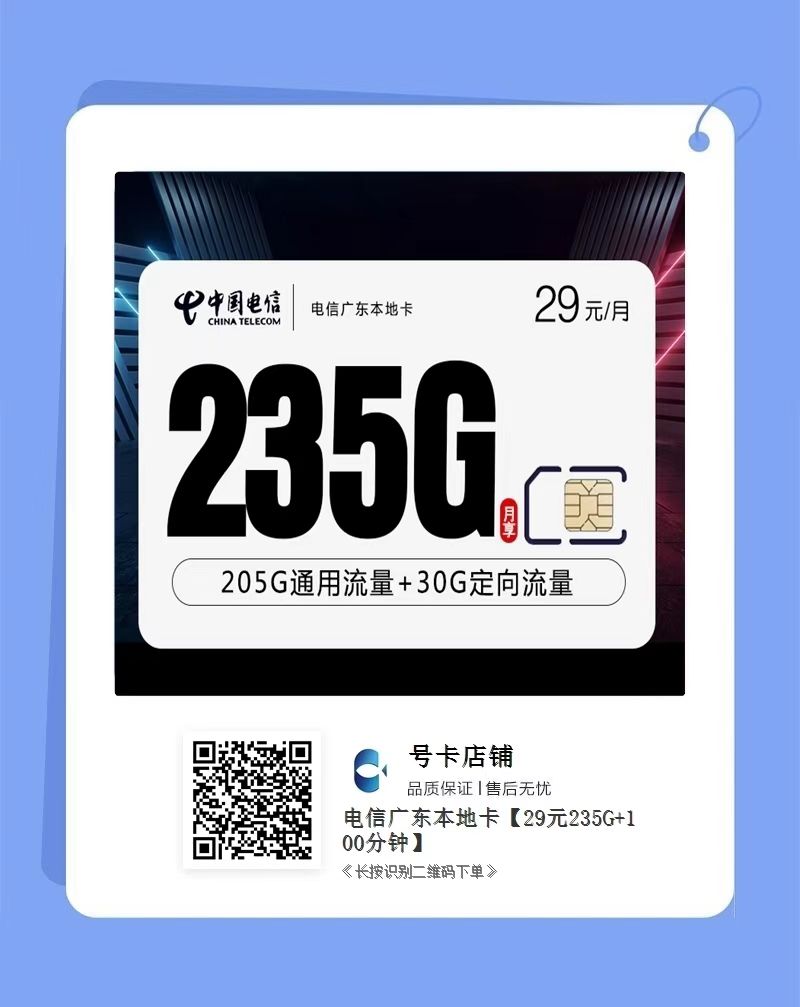 中国电信
CHINA TELECOM
电信广东本地卡
29元/月
235G
月享
205G通用流量+30G定向流量
号卡店铺
品质保证|售后无忧
电信广东本地卡【29元235G+1
00分钟】
《长按识别二维码下单》